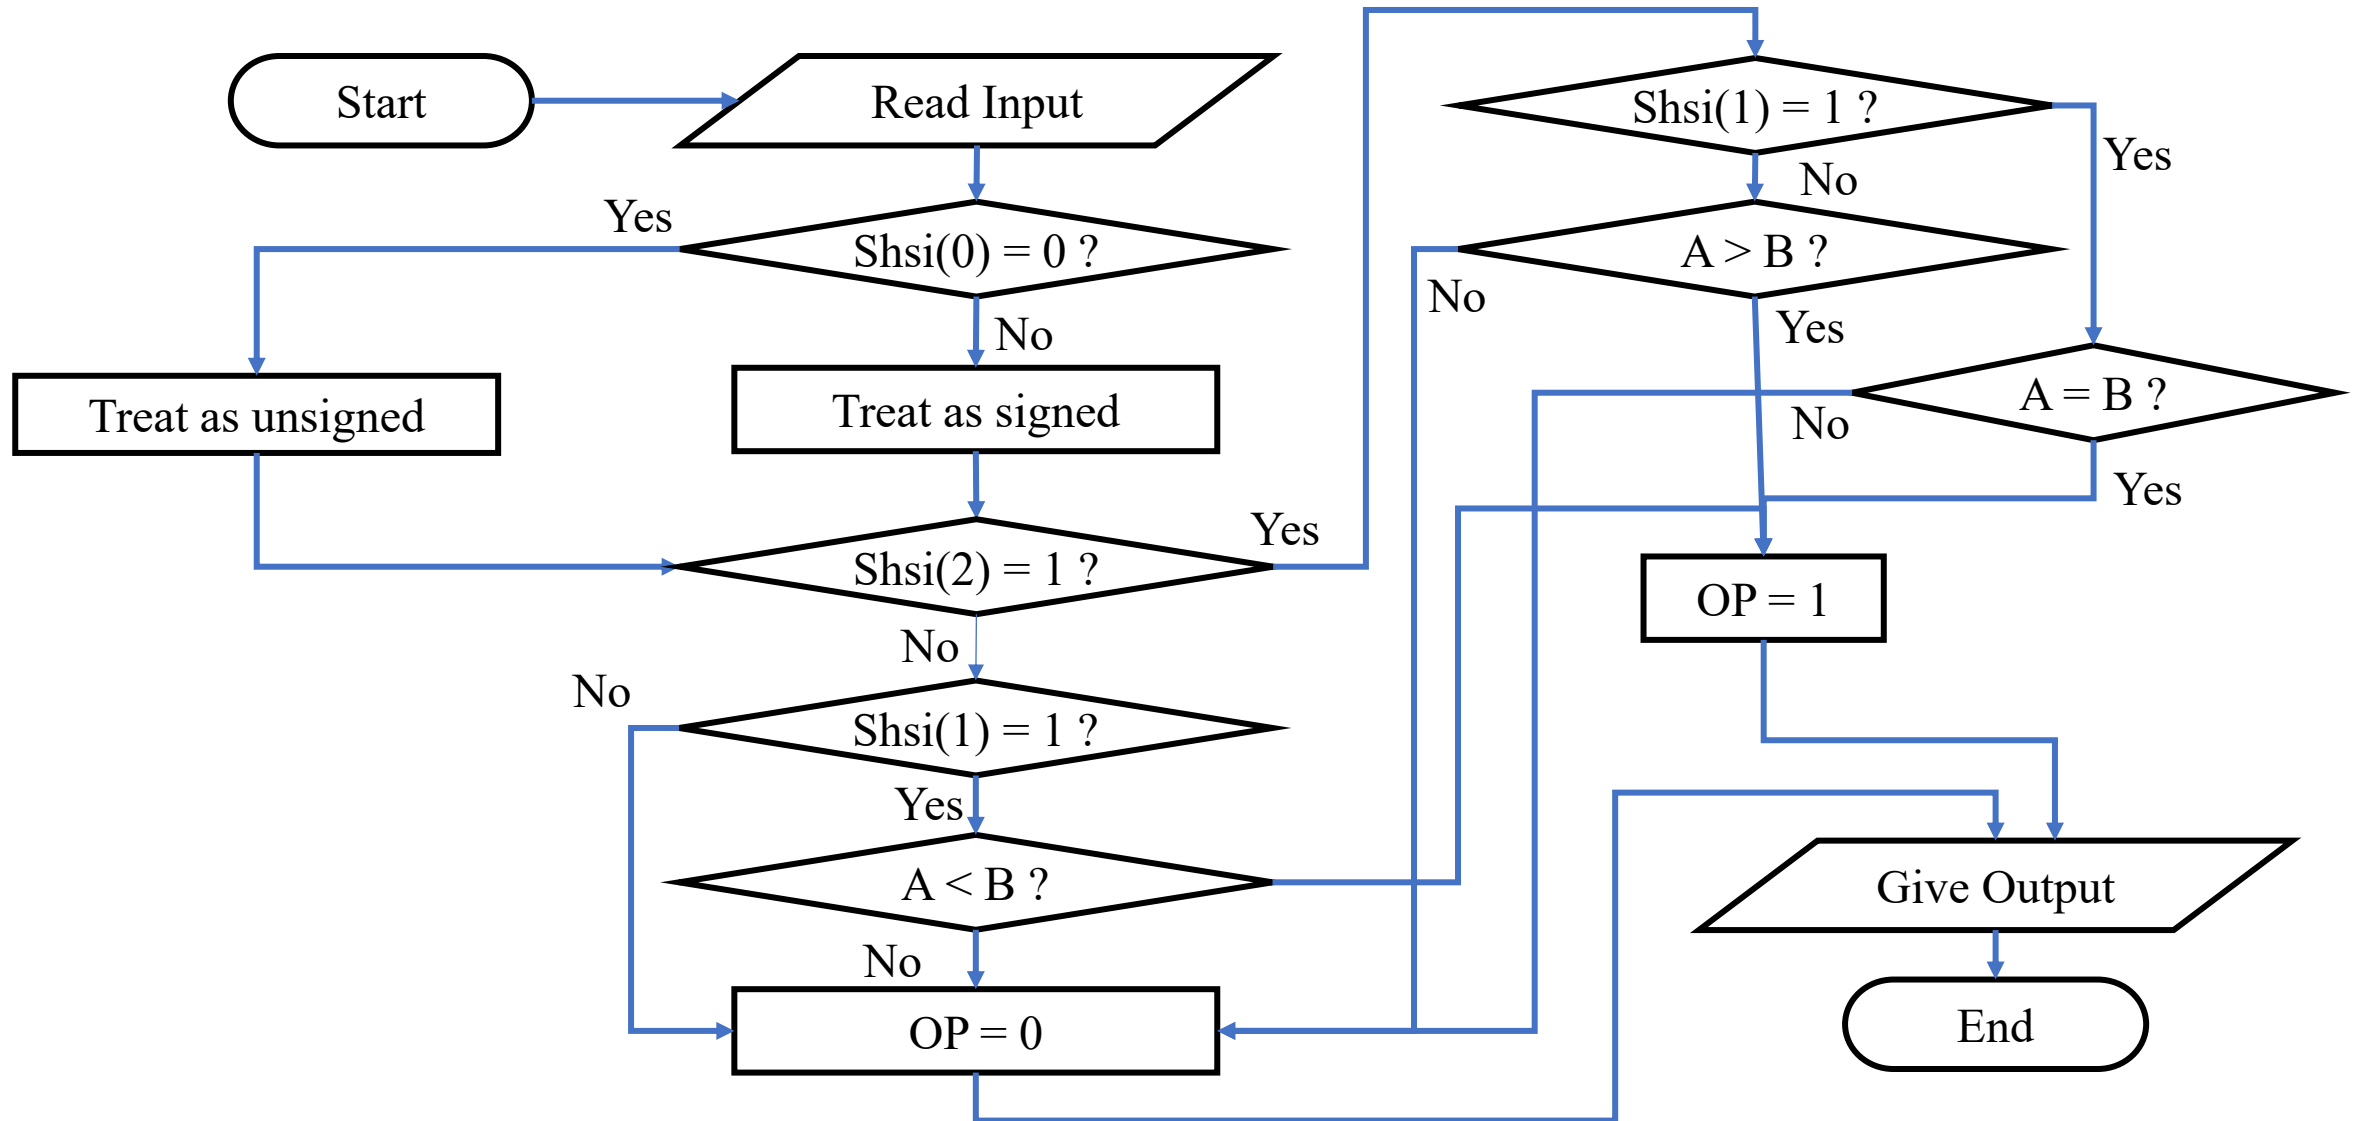 Start
Read Input
Yes
Shsi(0) = 0 ?
No
Treat as unsigned
Treat as signed
Shsi(2) = 1 ?
Yes
No
No
Shsi(1) = 1 ?
Yes
A < B ?
No
OP = 0
Shsi(1) = 1 ?
Yes
No
A > B ?
No
Yes
A = B ?
No
Yes
OP = 1
Give Output
End